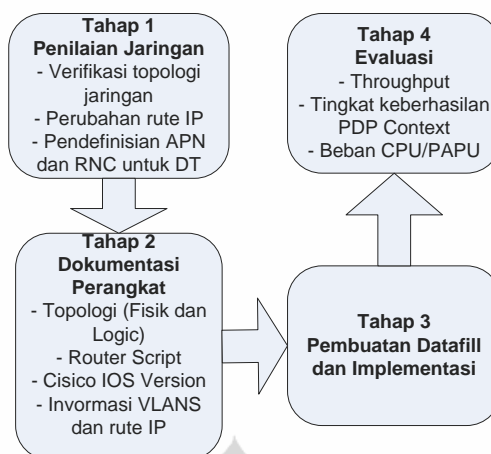 Tahap 1
Penilaian Jaringan
- Verifikasi topologi
jaringan
- Perubahan rute IP
- Pendefinisian APN
dan RNC untuk DT
Tahap 2
Dokumentasi
Perangkat
- Topologi (Fisik dan
Logic)
- Router Script
- Cisico IOS Version
- Invormasi VLANS
dan rute IP
Tahap 3
Pembuatan Datafill
dan Implementasi
Tahap 4
Evaluasi
- Throughput
- Tingkat keberhasilan
PDP Context
- Beban CPU/PAPU